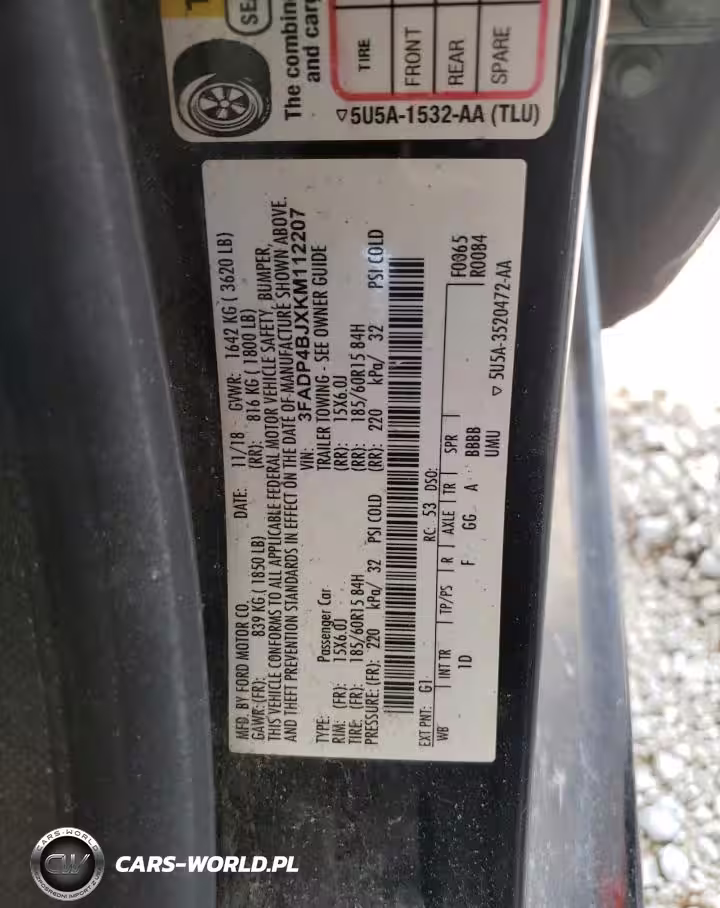 The combin
and carg
TIRE
FRONT
REAR
SPARE
5U5A-1532-AA (TLU)
MFD. BY FORD MOTOR CO. DATE: 11/18 GVWR: 1642 KG ( 3620 LB)
GAWR:(FR): 839 KG ( 1850 LB) (RR): 816 KG ( 1800 LB)
THIS VEHICLE CONFORMS TO ALL APPLICABLE FEDERAL MOTOR VEHICLE SAFETY, BUMPER,
AND THEFT PREVENTION STANDARDS IN EFFECT ON THE DATE OF MANUFACTURE SHOWN ABOVE.
VIN: 3FADP4BJXKM112207
TYPE: Passenger Car TRAILER TOWING - SEE OWNER GUIDE
RIM: (FR): 15X6.0J (RR): 15X6.0J
TIRE: (FR): 185/60R15 84H (RR): 185/60R15 84H
PRESSURE:(FR): 220 kPa/ 32 PSI COLD (RR): 220 kPa/ 32 PSI COLD
EXT PNT: G1 RC: 53 DSO: F0065
WB INT TR TP/PS R AXLE TR SPR R0084
1D F GG A BBBB
UMU 5U5A-3520472-AA
CARS-WORLD
CW
CARS-WORLD.PL